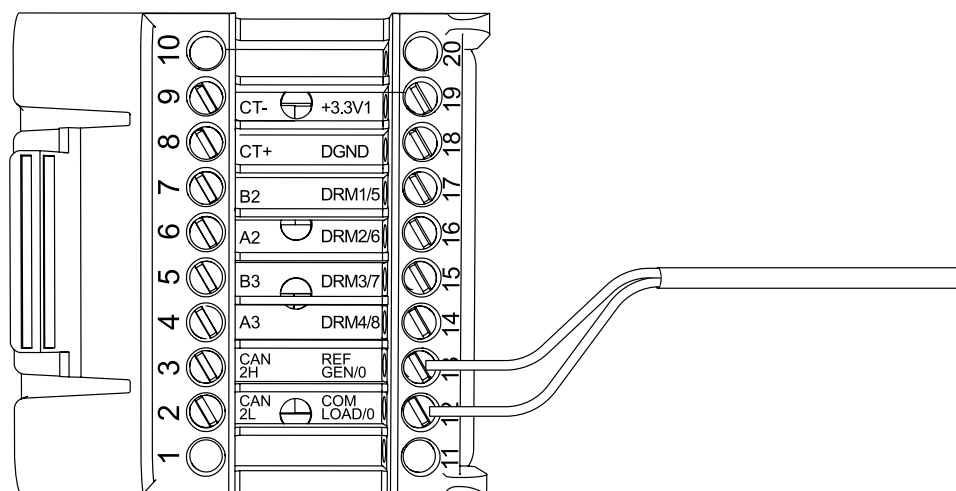 10 20
9 CT- +3.3V1 19
8 CT+ DGND 18
7 B2 DRM1/5 17
6 A2 DRM2/6 16
5 B3 DRM3/7 15
4 A3 DRM4/8 14
3 CAN 2H REF GEN/0 13
2 CAN 2L COM LOAD/0 12
1 11